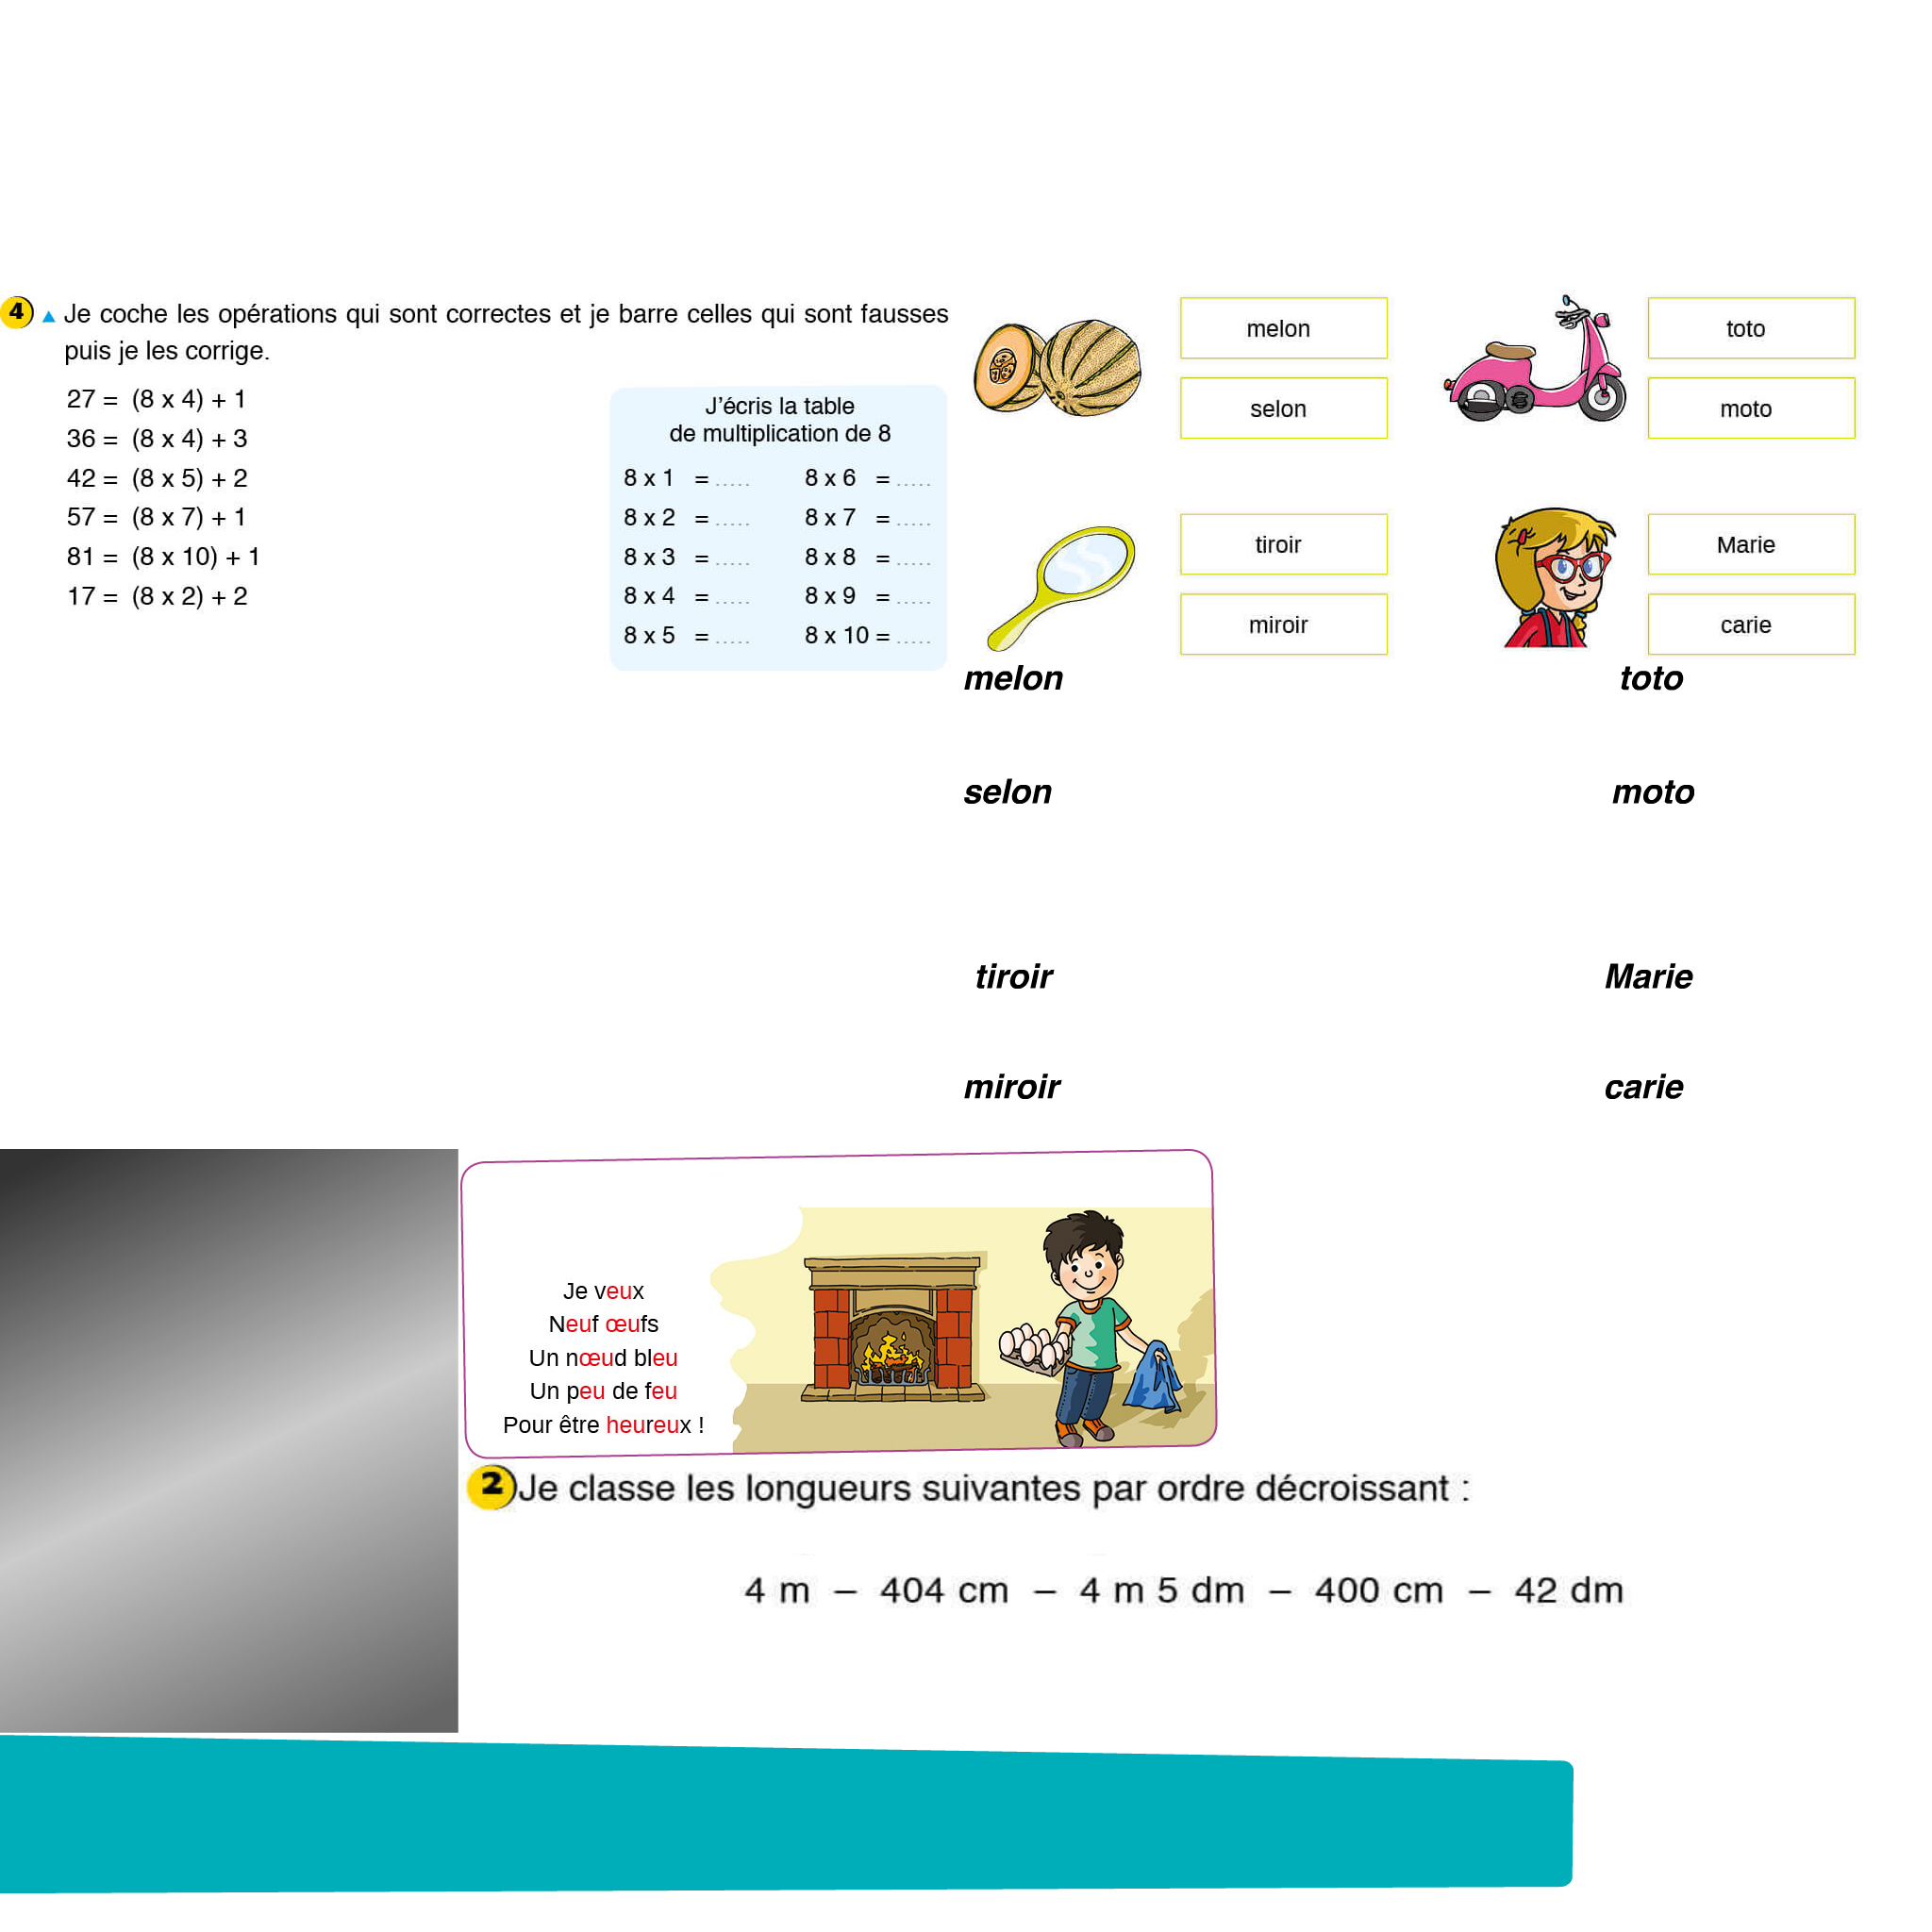 4 Je coche les opérations qui sont correctes et je barre celles qui sont fausses
puis je les corrige.
27 = (8 x 4) + 1
36 = (8 x 4) + 3
42 = (8 x 5) + 2
57 = (8 x 7) + 1
81 = (8 x 10) + 1
17 = (8 x 2) + 2
J’écris la table
de multiplication de 8
8 x 1 = ..... 8 x 6 = .....
8 x 2 = ..... 8 x 7 = .....
8 x 3 = ..... 8 x 8 = .....
8 x 4 = ..... 8 x 9 = .....
8 x 5 = ..... 8 x 10 = .....
melon
selon
toto
moto
tiroir
miroir
Marie
carie
melon toto
selon moto
tiroir Marie
miroir carie
Je veux
Neuf œufs
Un nœud bleu
Un peu de feu
Pour être heureux !
2 Je classe les longueurs suivantes par ordre décroissant :
4 m – 404 cm – 4 m 5 dm – 400 cm – 42 dm